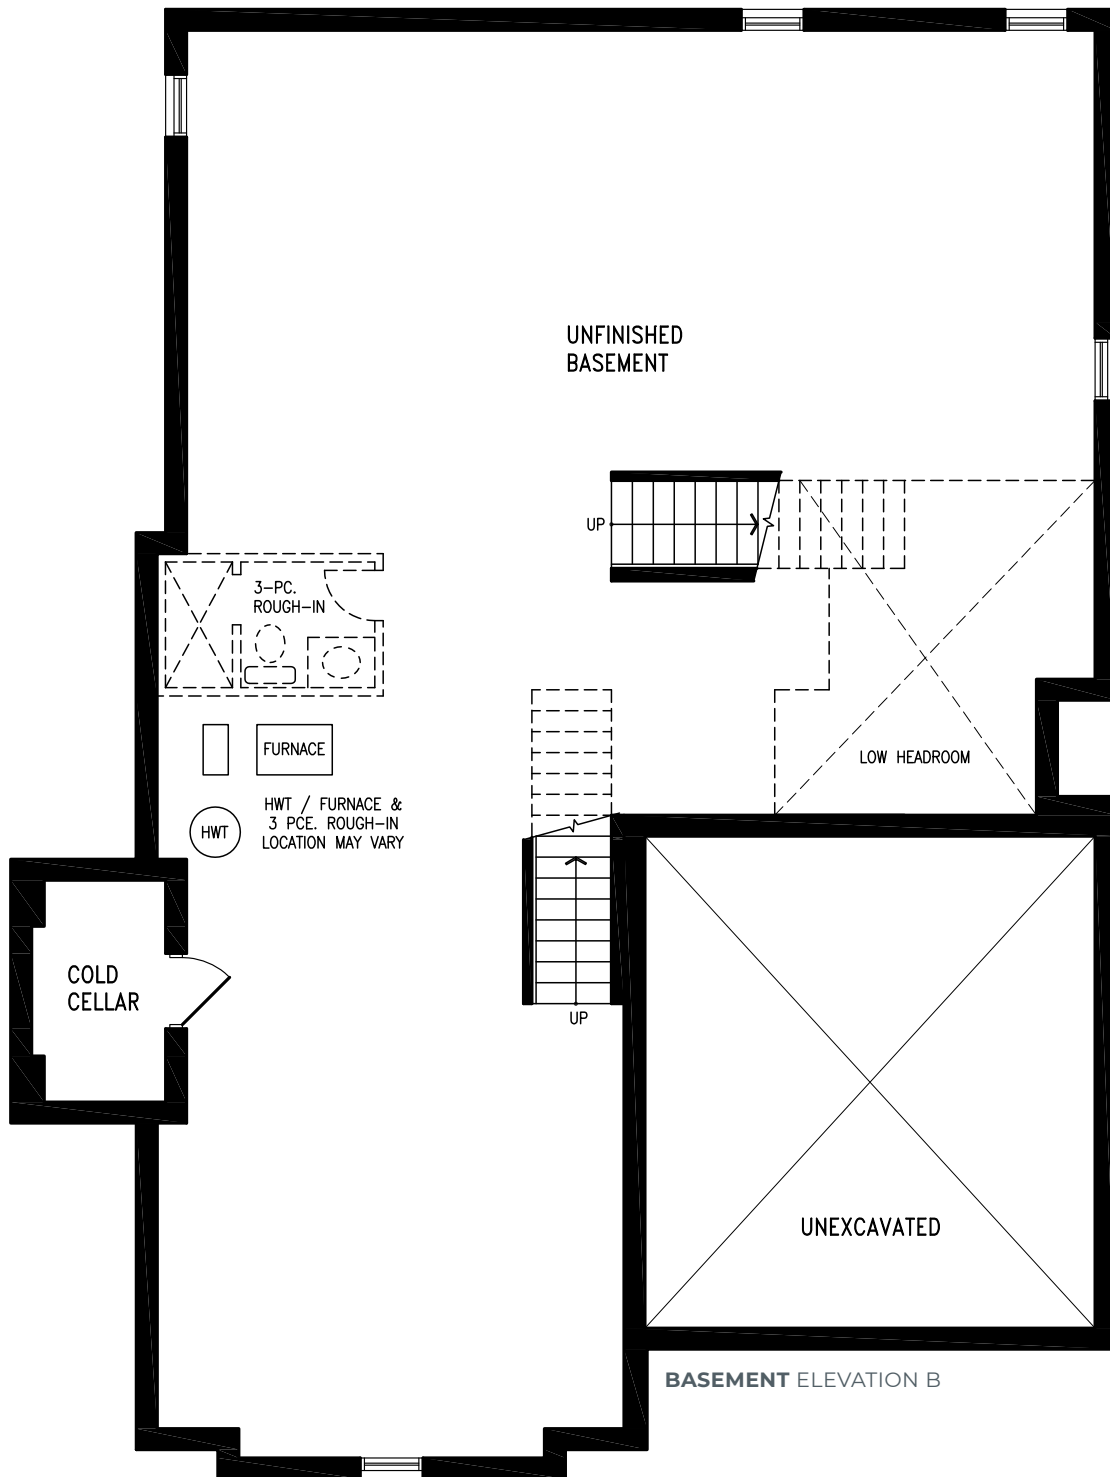 UNFINISHED
BASEMENT
UP
3-PC.
ROUGH-IN
FURNACE
LOW HEADROOM
HWT / FURNACE &
3 PCE. ROUGH-IN
LOCATION MAY VARY
HWT
COLD
CELLAR
UP
UNEXCAVATED
BASEMENT ELEVATION B